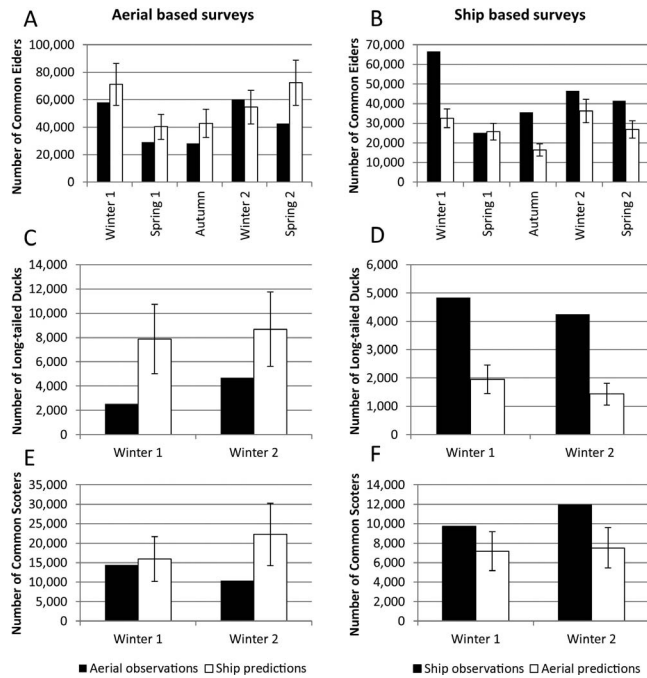 A Aerial based surveys
Number of Common Eiders
100,000
80,000
60,000
40,000
20,000
0
Winter 1
Spring 1
Autumn
Winter 2
Spring 2
B Ship based surveys
Number of Common Eiders
70,000
60,000
50,000
40,000
30,000
20,000
10,000
0
Winter 1
Spring 1
Autumn
Winter 2
Spring 2
C
Number of Long-tailed Ducks
14,000
12,000
10,000
8,000
6,000
4,000
2,000
0
Winter 1 Winter 2
D
Number of Long-tailed Ducks
6,000
5,000
4,000
3,000
2,000
1,000
0
Winter 1 Winter 2
E
Number of Common Scoters
35,000
30,000
25,000
20,000
15,000
10,000
5,000
0
Winter 1 Winter 2
Aerial observations Ship predictions
F
Number of Common Scoters
14,000
12,000
10,000
8,000
6,000
4,000
2,000
0
Winter 1 Winter 2
Ship observations Aerial predictions